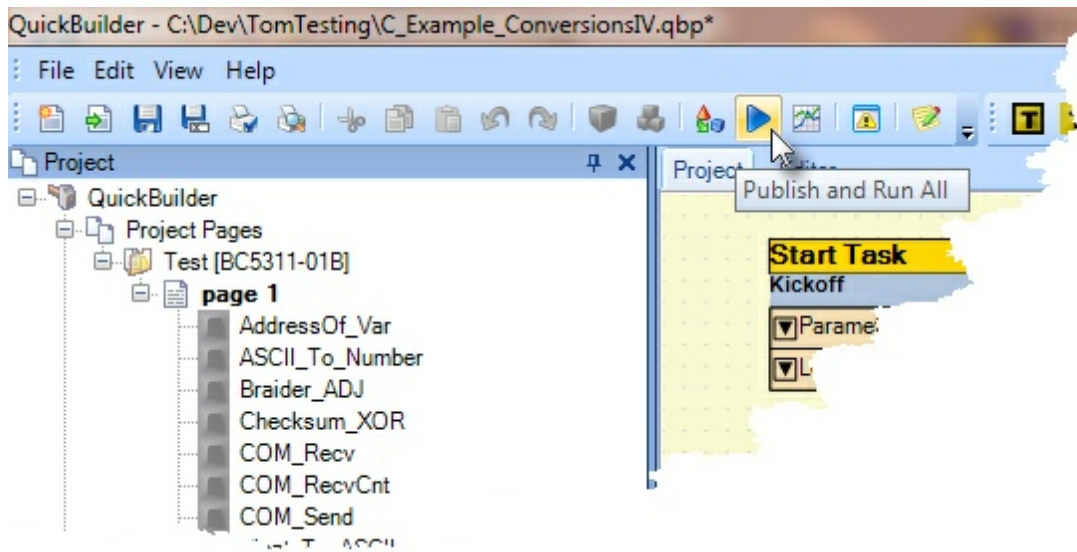 QuickBuilder - C:\Dev\TomTesting\C_Example_ConversionsIV.qbp*
File Edit View Help
T
Project
QuickBuilder
Project Pages
Test [BC5311-01B]
page 1
AddressOf_Var
ASCII_To_Number
Braider_ADJ
Checksum_XOR
COM_Recv
COM_RecvCnt
COM_Send
Project
Publish and Run All
Start Task
Kickoff